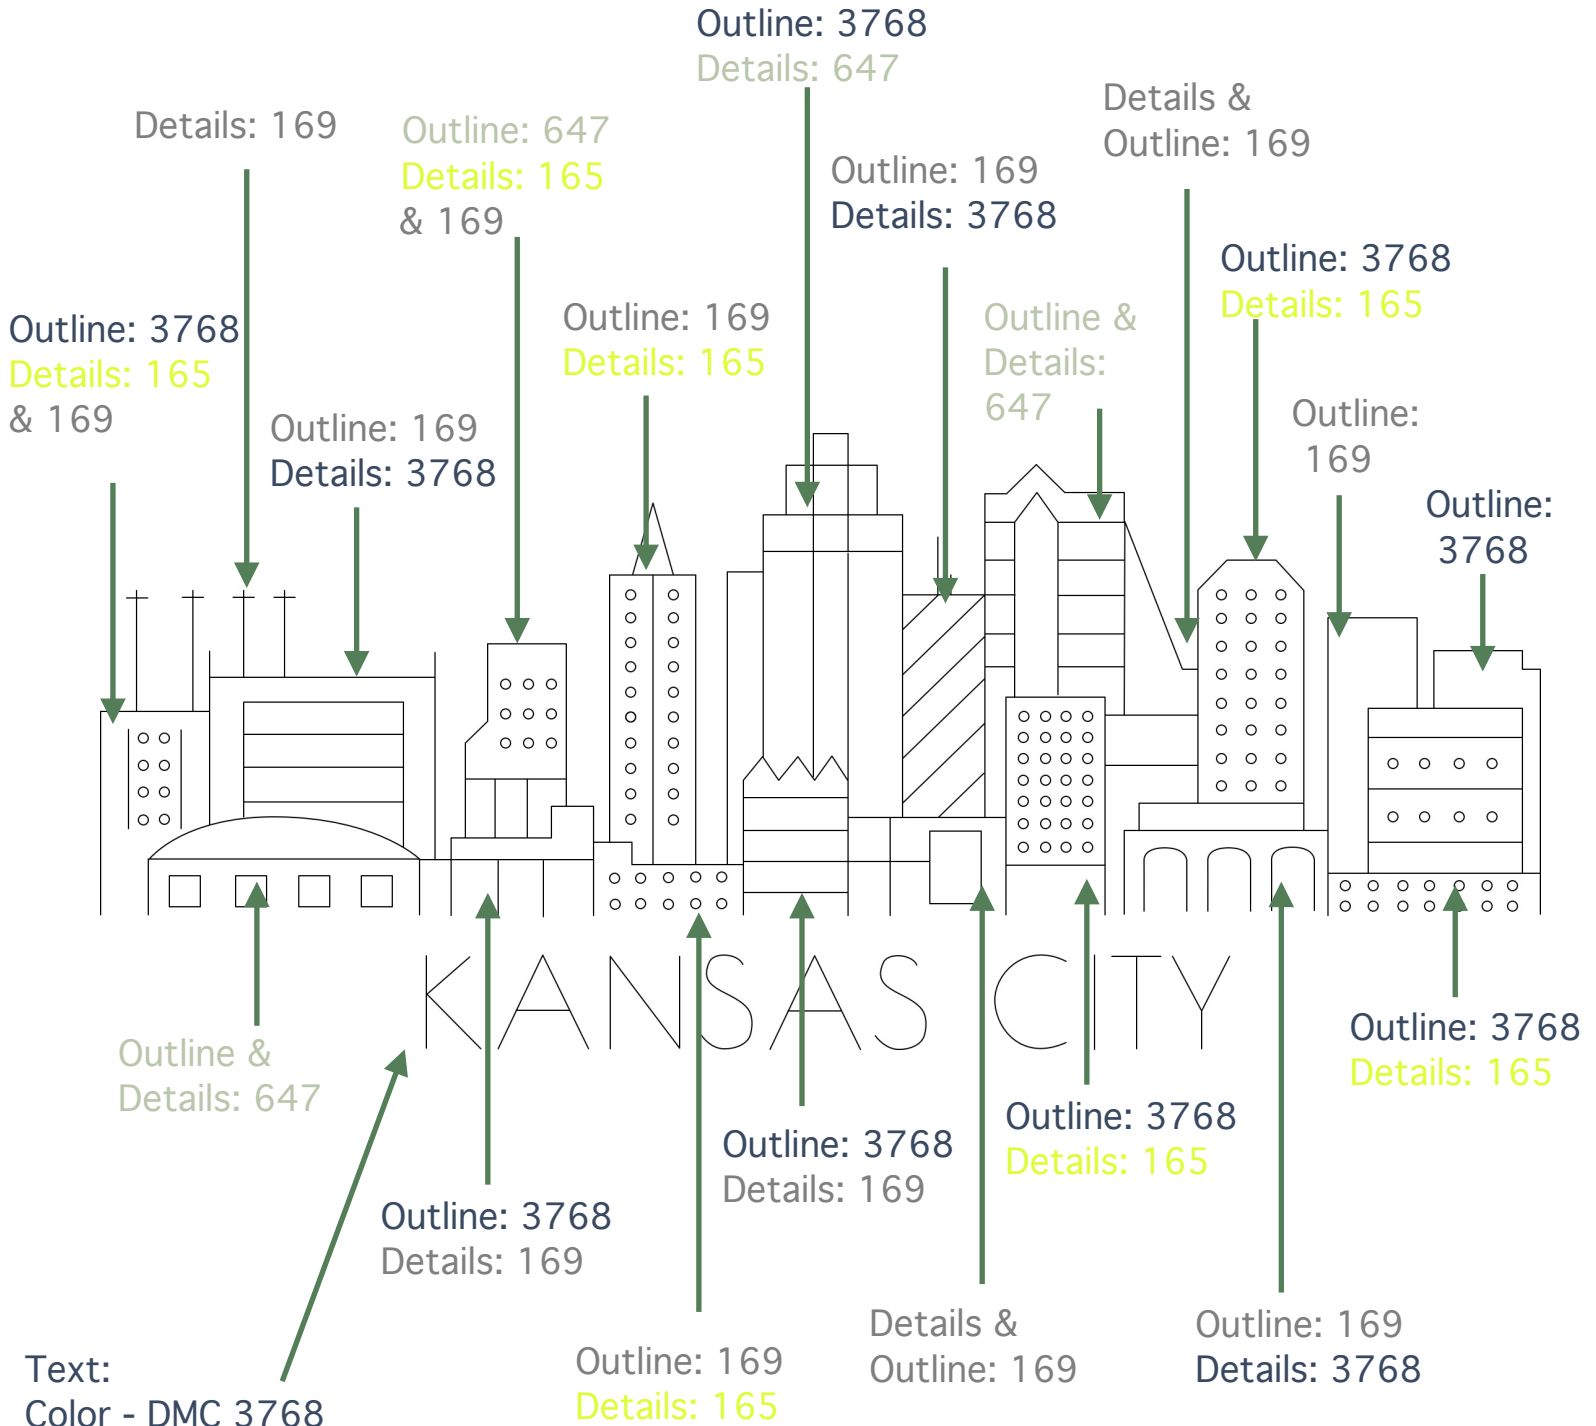 Outline: 3768
Details: 647
Details: 169
Outline: 647
Details: 165
& 169
Details &
Outline: 169
Outline: 169
Details: 3768
Outline: 3768
Details: 165
Outline: 3768
Details: 165
& 169
Outline: 169
Details: 165
Outline &
Details:
647
Outline: 169
Details: 3768
Outline:
169
Outline:
3768
KANSAS CITY
Outline &
Details: 647
Outline: 3768
Details: 165
Outline: 3768
Details: 169
Outline: 3768
Details: 165
Outline: 3768
Details: 169
Text:
Color - DMC 3768
Outline: 169
Details: 165
Details &
Outline: 169
Outline: 169
Details: 3768